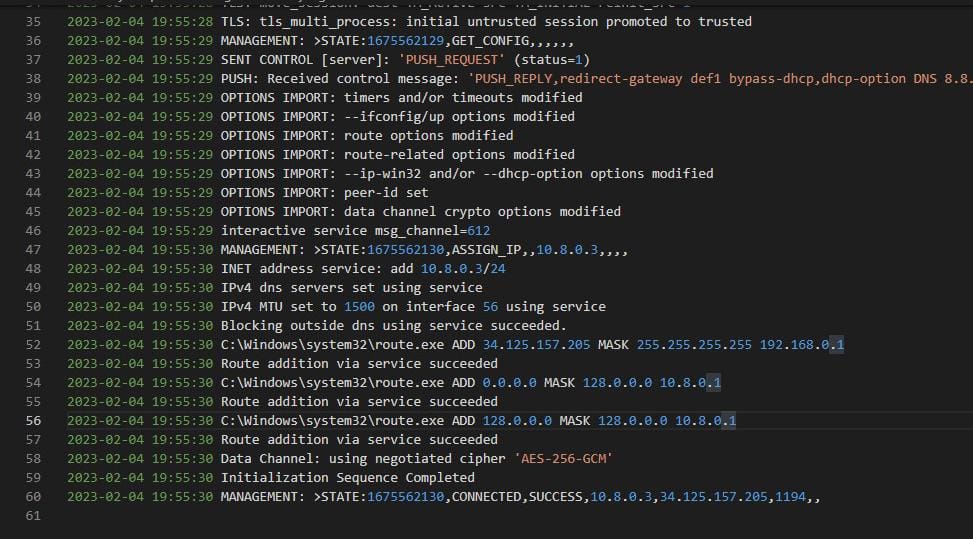 35 2023-02-04 19:55:28 TLS: tls_multi_process: initial untrusted session promoted to trusted
36 2023-02-04 19:55:29 MANAGEMENT: >STATE:1675562129,GET_CONFIG,,,,,,
37 2023-02-04 19:55:29 SENT CONTROL [server]: 'PUSH_REQUEST' (status=1)
38 2023-02-04 19:55:29 PUSH: Received control message: 'PUSH_REPLY,redirect-gateway def1 bypass-dhcp,dhcp-option DNS 8.8.
39 2023-02-04 19:55:29 OPTIONS IMPORT: timers and/or timeouts modified
40 2023-02-04 19:55:29 OPTIONS IMPORT: --ifconfig/up options modified
41 2023-02-04 19:55:29 OPTIONS IMPORT: route options modified
42 2023-02-04 19:55:29 OPTIONS IMPORT: route-related options modified
43 2023-02-04 19:55:29 OPTIONS IMPORT: --ip-win32 and/or --dhcp-option options modified
44 2023-02-04 19:55:29 OPTIONS IMPORT: peer-id set
45 2023-02-04 19:55:29 OPTIONS IMPORT: data channel crypto options modified
46 2023-02-04 19:55:29 interactive service msg_channel=612
47 2023-02-04 19:55:30 MANAGEMENT: >STATE:1675562130,ASSIGN_IP,,10.8.0.3,,,,
48 2023-02-04 19:55:30 INET address service: add 10.8.0.3/24
49 2023-02-04 19:55:30 IPv4 dns servers set using service
50 2023-02-04 19:55:30 IPv4 MTU set to 1500 on interface 56 using service
51 2023-02-04 19:55:30 Blocking outside dns using service succeeded.
52 2023-02-04 19:55:30 C:\Windows\system32\route.exe ADD 34.125.157.205 MASK 255.255.255.255 192.168.0.1
53 2023-02-04 19:55:30 Route addition via service succeeded
54 2023-02-04 19:55:30 C:\Windows\system32\route.exe ADD 0.0.0.0 MASK 128.0.0.0 10.8.0.1
55 2023-02-04 19:55:30 Route addition via service succeeded
56 2023-02-04 19:55:30 C:\Windows\system32\route.exe ADD 128.0.0.0 MASK 128.0.0.0 10.8.0.1
57 2023-02-04 19:55:30 Route addition via service succeeded
58 2023-02-04 19:55:30 Data Channel: using negotiated cipher 'AES-256-GCM'
59 2023-02-04 19:55:30 Initialization Sequence Completed
60 2023-02-04 19:55:30 MANAGEMENT: >STATE:1675562130,CONNECTED,SUCCESS,10.8.0.3,34.125.157.205,1194,,
61